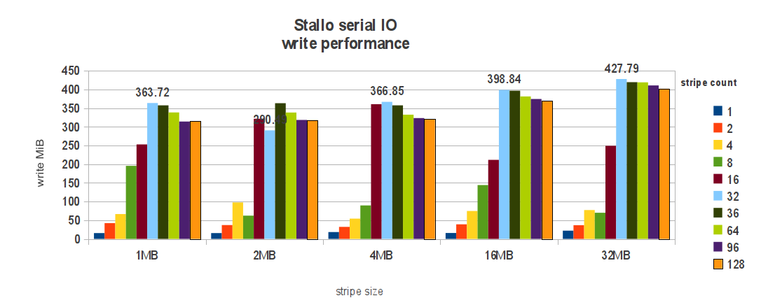 Stallo serial IO
write performance
450
400
350
300
250
200
150
100
50
0
write MiB
363.72
366.85
398.84
427.79
1MB
2MB
4MB
16MB
32MB
stripe size
stripe count
1
2
4
8
16
32
36
64
96
128